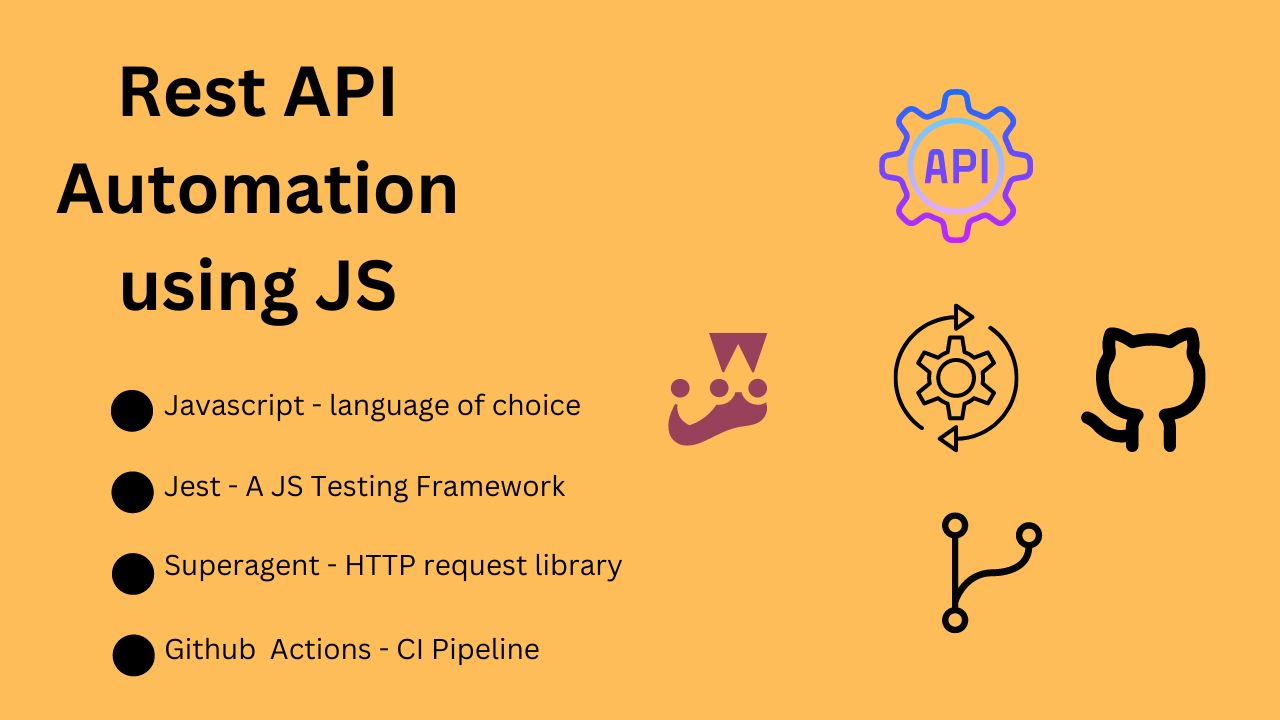 Rest API
Automation
using JS
Javascript - language of choice
Jest - A JS Testing Framework
Superagent - HTTP request library
Github  Actions - CI Pipeline
API